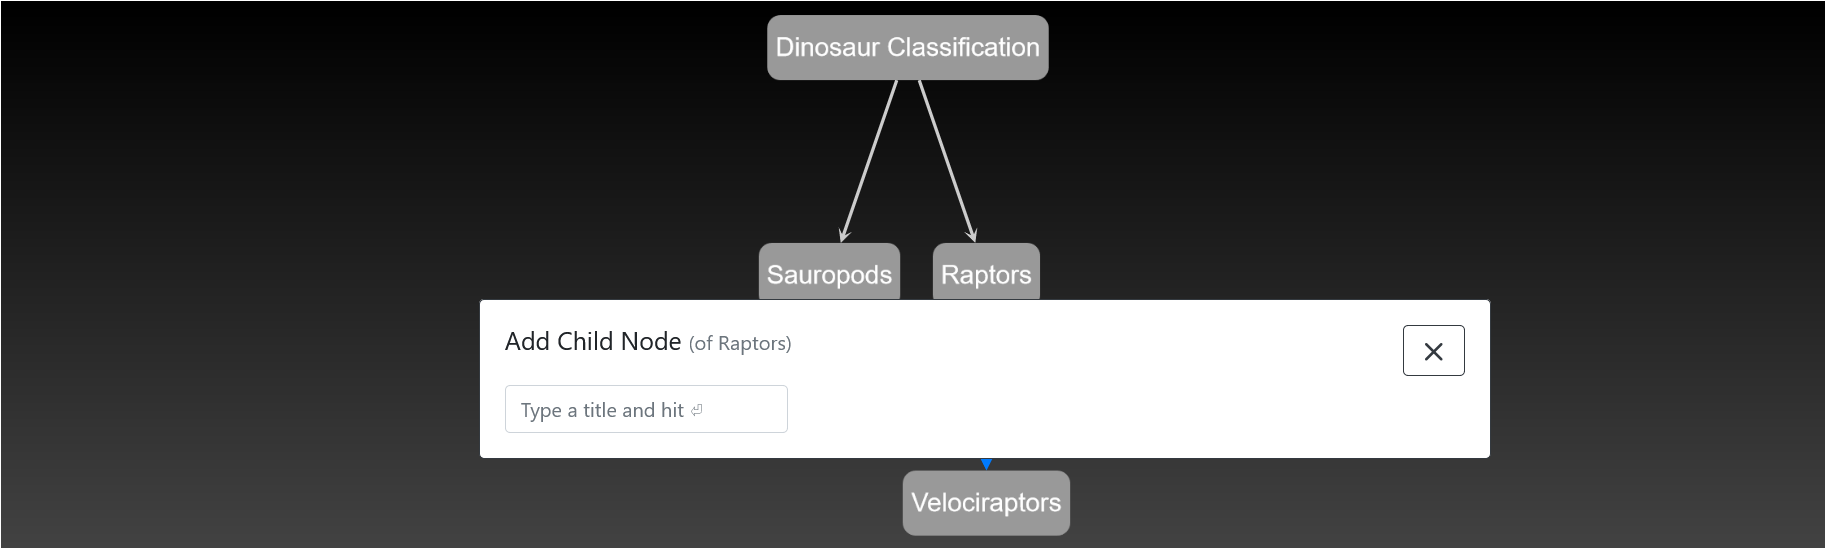 Dinosaur Classification
Sauropods
Raptors
Add Child Node (of Raptors)
Type a title and hit ⏎
Velociraptors